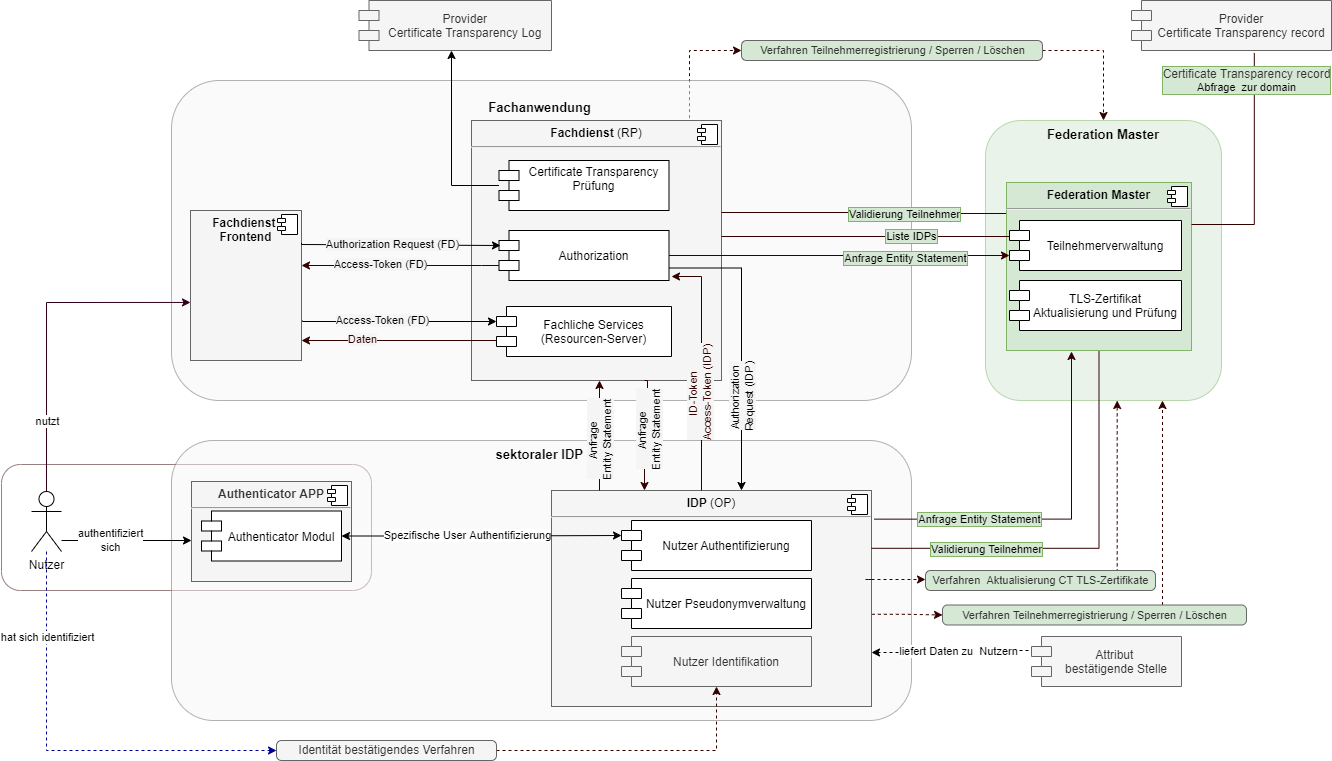 Provider
Certificate Transparency Log
Provider
Certificate Transparency record
Verfahren Teilnehmerregistrierung / Sperren / Löschen
Certificate Transparency record
Abfrage zur domain
Fachanwendung
Fachdienst (RP)
Certificate Transparency
Prüfung
Federation Master
Federation Master
Teilnehmerverwaltung
TLS-Zertifikat
Aktualisierung und Prüfung
Fachdienst
Frontend
Authorization Request (FD)
Access-Token (FD)
Authorization
Validierung Teilnehmer
Liste IDPs
Anfrage Entity Statement
Access-Token (FD)
Daten
Fachliche Services
(Resourcen-Server)
nutzt
Anfrage
Entity Statement
Anfrage
Entity Statement
ID-Token
Access-Token (IDP)
Authorization
Request (IDP)
sektoraler IDP
Authenticator APP
Authenticator Modul
authentifiziert
sich
Nutzer
Spezifische User Authentifizierung
IDP (OP)
Nutzer Authentifizierung
Nutzer Pseudonymverwaltung
Nutzer Identifikation
Anfrage Entity Statement
Validierung Teilnehmer
Verfahren Aktualisierung CT TLS-Zertifikate
Verfahren Teilnehmerregistrierung / Sperren / Löschen
liefert Daten zu Nutzern
Attribut
bestätigende Stelle
hat sich identifiziert
Identität bestätigendes Verfahren